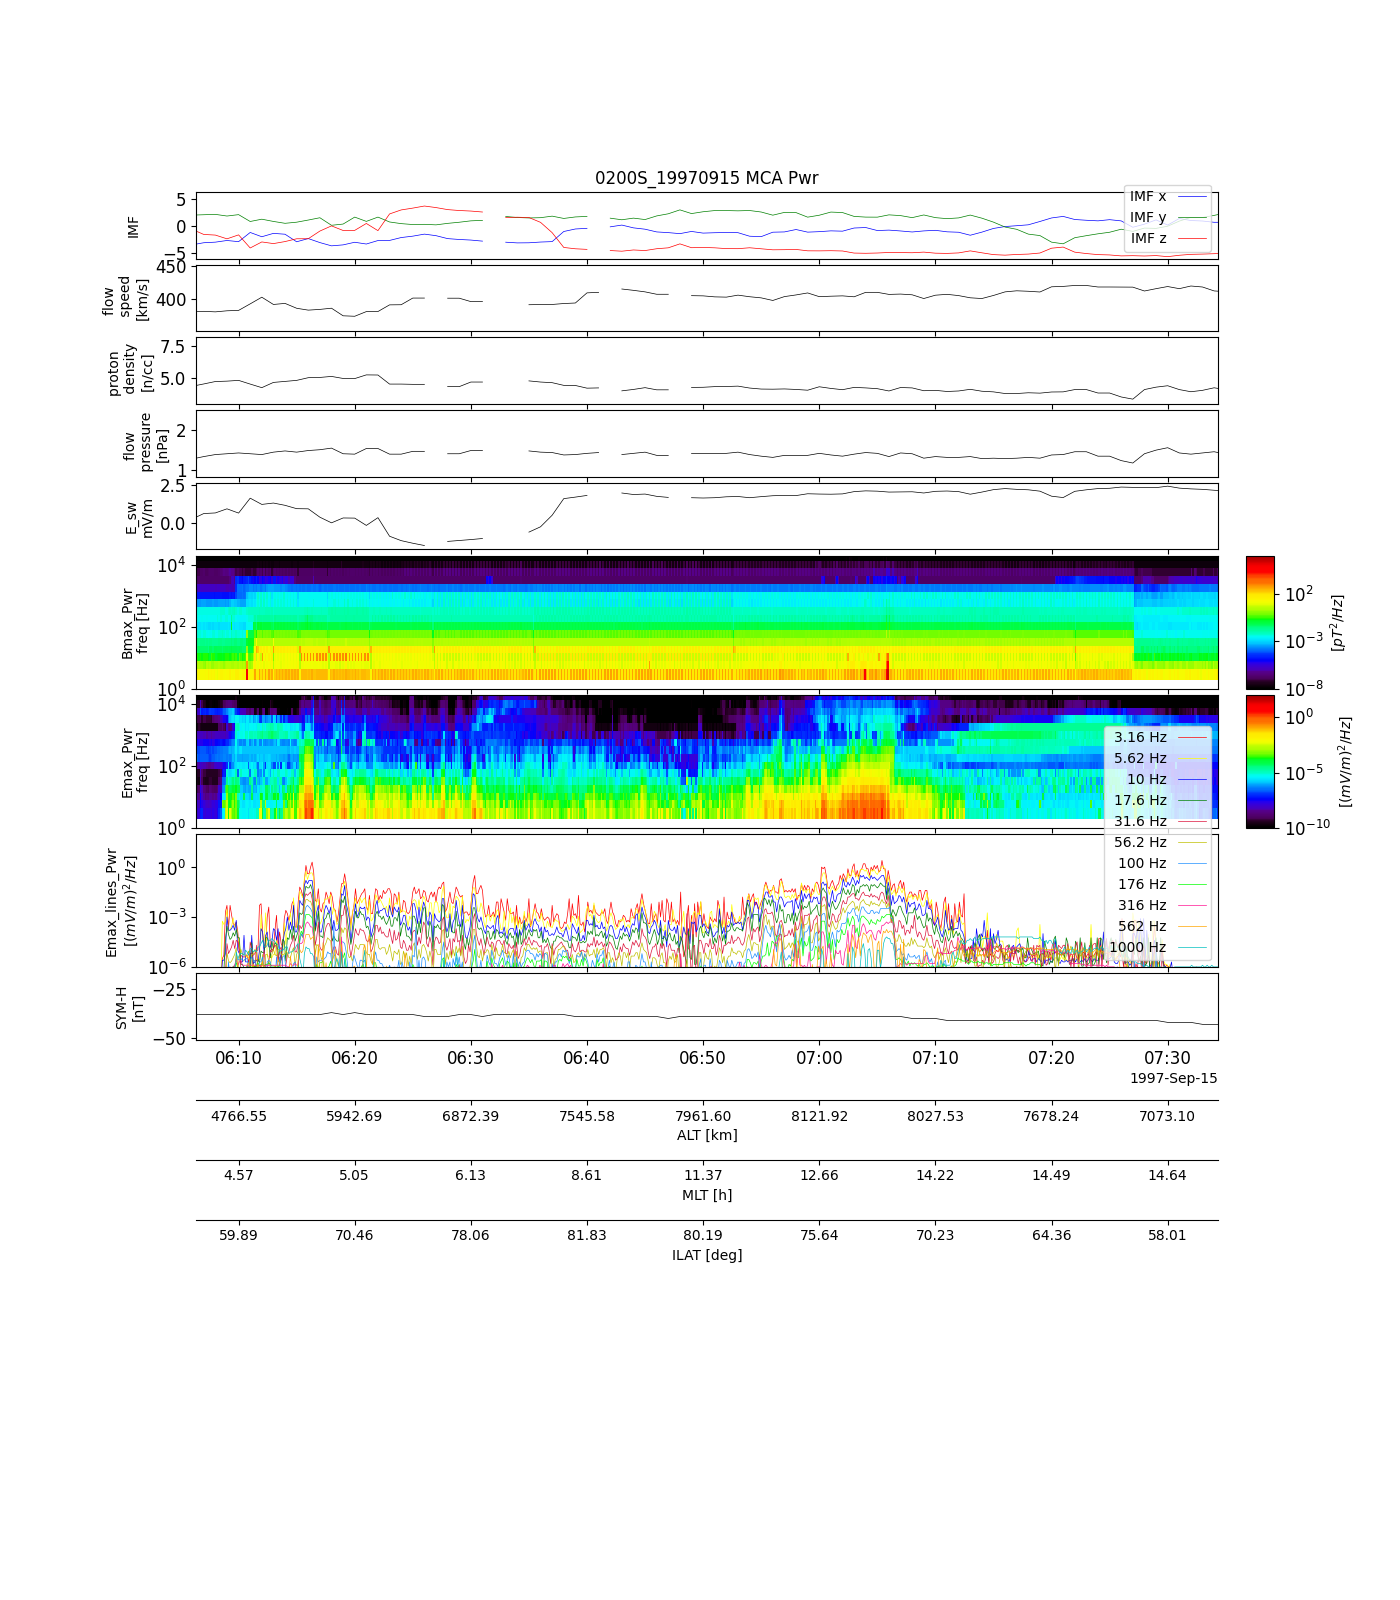 0200S_19970915 MCA Pwr
5
0
−5
IMF
IMF x
IMF y
IMF z
450
400
flow
speed
[km/s]
7.5
5.0
proton
density
[n/cc]
2
1
flow
pressure
[nPa]
2.5
0.0
E_sw
mV/m
10^4
10^2
10^0
Bmax_Pwr
freq [Hz]
10^2
10^−3
10^−8
[pT^2/Hz]
10^4
10^2
10^0
Emax_Pwr
freq [Hz]
10^0
10^−5
10^−10
[(mV/m)^2/Hz]
3.16 Hz
5.62 Hz
10 Hz
17.6 Hz
31.6 Hz
56.2 Hz
100 Hz
176 Hz
316 Hz
562 Hz
1000 Hz
10^0
10^−3
10^−6
Emax_lines_Pwr
[(mV/m)^2/Hz]
−25
−50
SYM-H
[nT]
06:10 06:20 06:30 06:40 06:50 07:00 07:10 07:20 07:30
1997-Sep-15
4766.55 5942.69 6872.39 7545.58 7961.60 8121.92 8027.53 7678.24 7073.10
ALT [km]
4.57 5.05 6.13 8.61 11.37 12.66 14.22 14.49 14.64
MLT [h]
59.89 70.46 78.06 81.83 80.19 75.64 70.23 64.36 58.01
ILAT [deg]